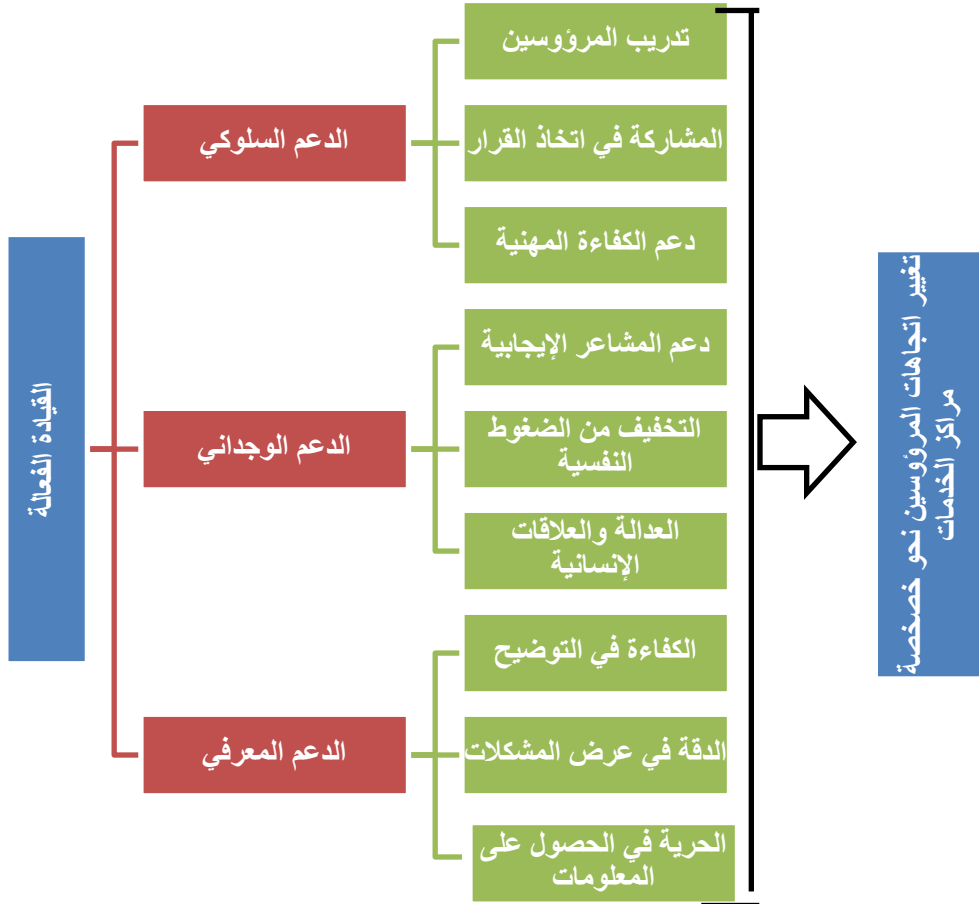 القيادة الفعالة
الدعم السلوكي
تدريب المرؤوسين
المشاركة في اتخاذ القرار
دعم الكفاءة المهنية
الدعم الوجداني
دعم المشاعر الإيجابية
التخفيف من الضغوط
النفسية
العدالة والعلاقات
الإنسانية
الدعم المعرفي
الكفاءة في التوضيح
الدقة في عرض المشكلات
الحرية في الحصول على
المعلومات
تغيير اتجاهات المرؤوسين نحو خصخصة
مراكز الخدمات